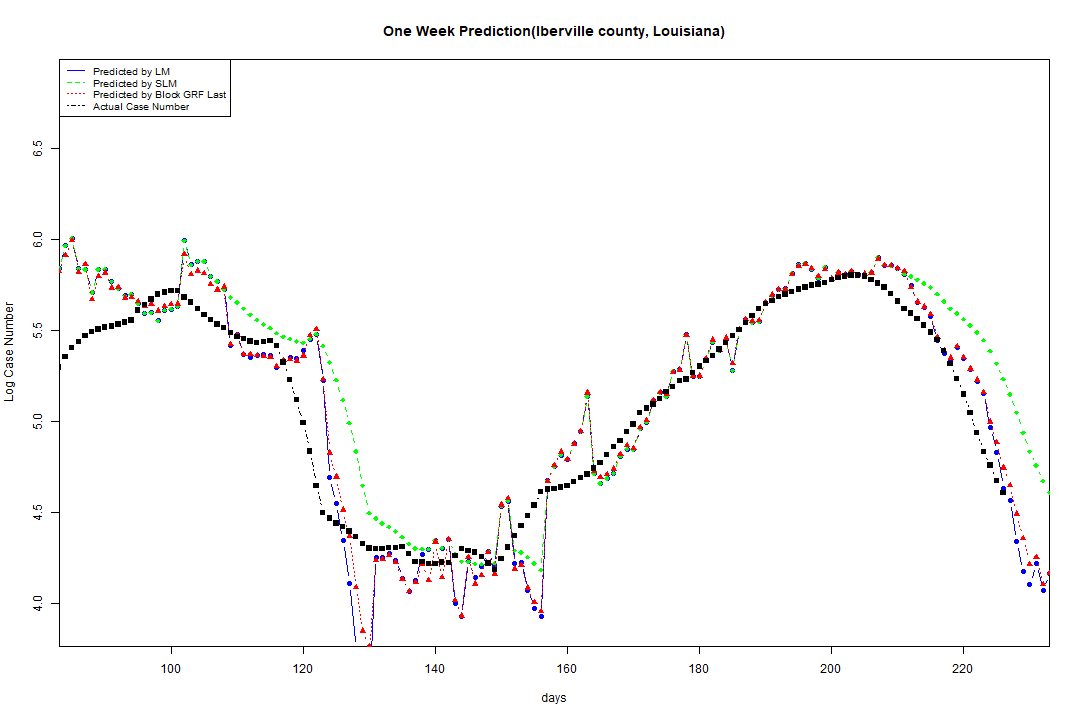 One Week Prediction(Iberville county, Louisiana)
Predicted by LM
Predicted by SLM
Predicted by Block GRF Last
Actual Case Number
6.5
6.0
5.5
5.0
4.5
4.0
Log Case Number
100 120 140 160 180 200 220
days